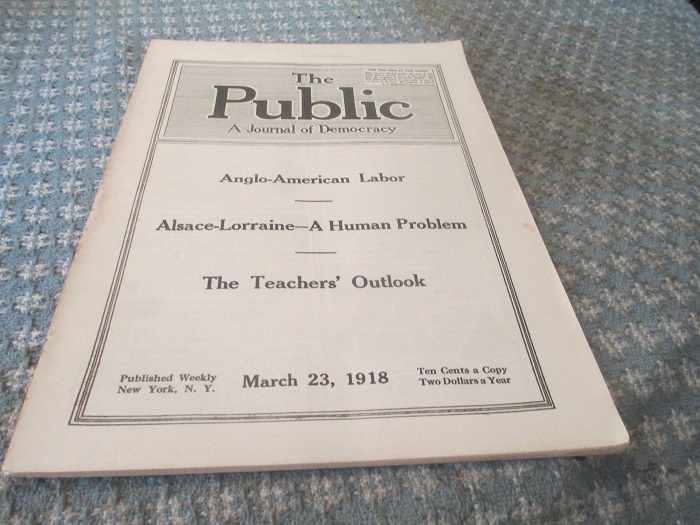 The
Public
A Journal of Democracy
Anglo-American Labor
Alsace-Lorraine—A Human Problem
The Teachers' Outlook
Published Weekly
New York, N. Y.
March 23, 1918
Ten Cents a Copy
Two Dollars a Year